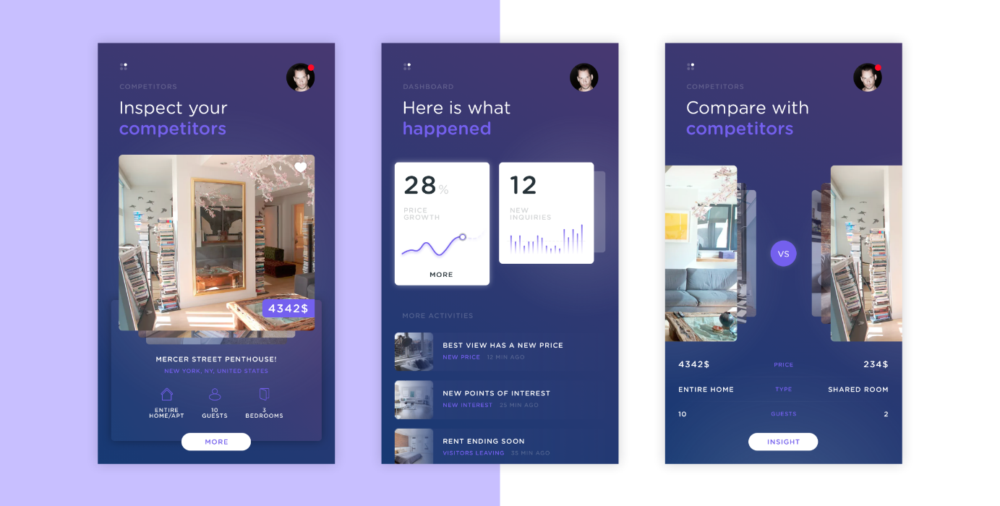 COMPETITORS
Inspect your
competitors
4342$
MERCER STREET PENTHOUSE!
NEW YORK, NY, UNITED STATES
ENTIRE
HOME/APT
10
GUESTS
3
BEDROOMS
MORE
DASHBOARD
Here is what
happened
28%
PRICE
GROWTH
MORE
12
NEW
INQUIRIES
MORE ACTIVITIES
BEST VIEW HAS A NEW PRICE
NEW PRICE 12 MIN AGO
NEW POINTS OF INTEREST
NEW INTEREST 25 MIN AGO
RENT ENDING SOON
VISITORS LEAVING 35 MIN AGO
COMPETITORS
Compare with
competitors
VS
4342$ PRICE 234$
ENTIRE HOME TYPE SHARED ROOM
10 GUESTS 2
INSIGHT